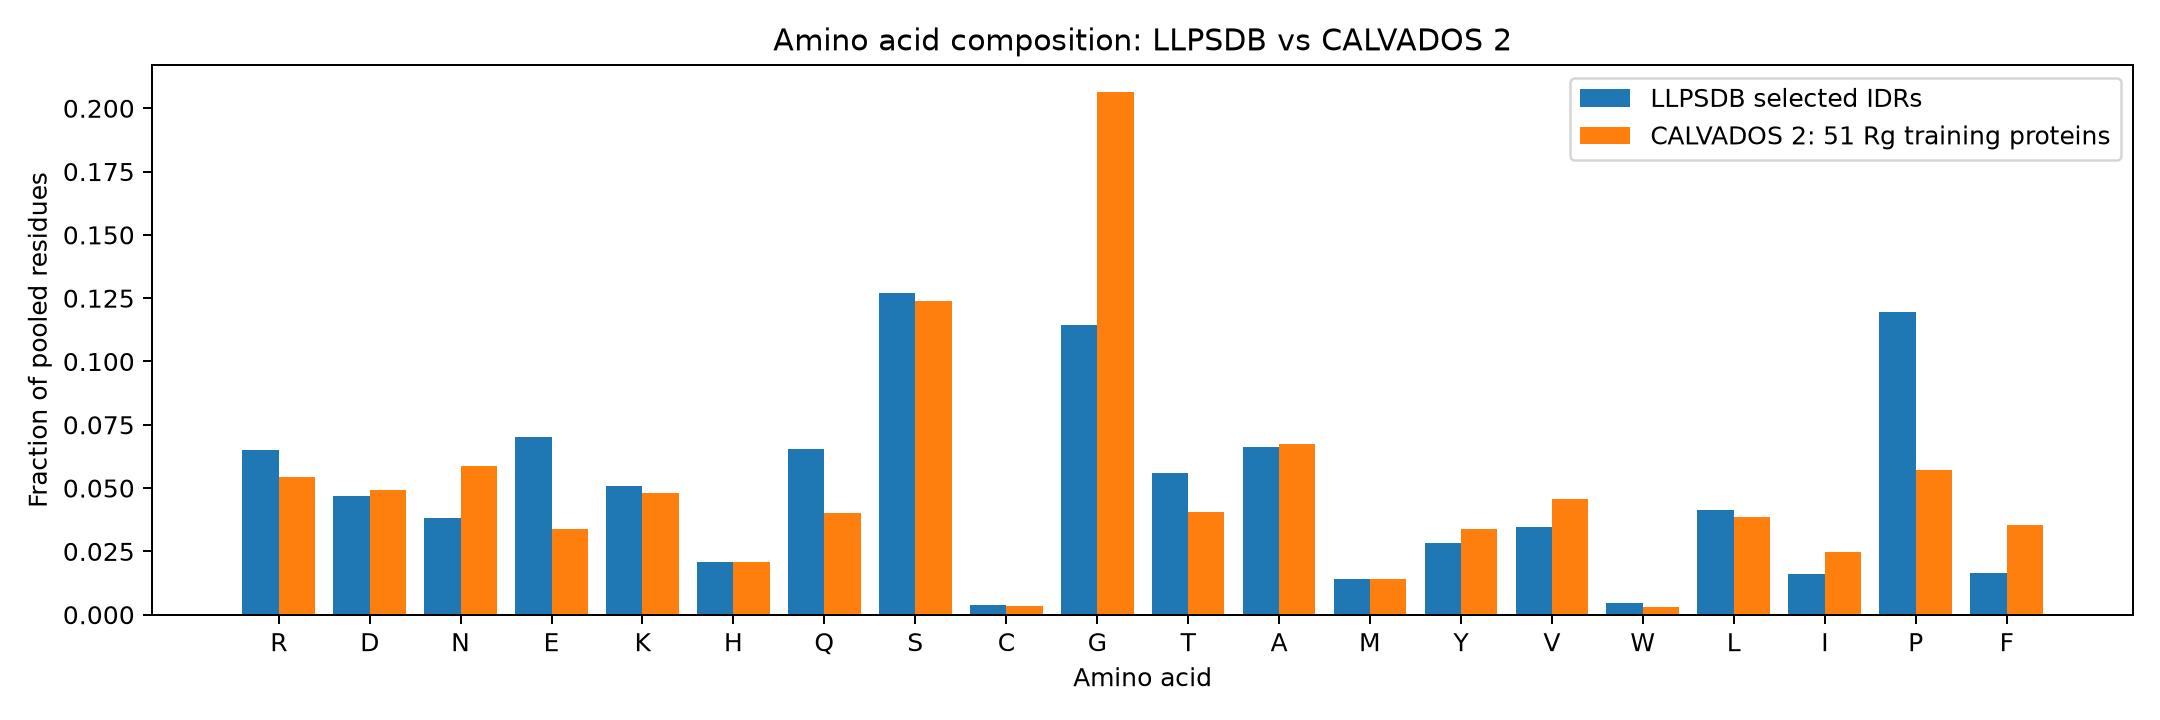 Amino acid composition: LLPSDB vs CALVADOS 2
LLPSDB selected IDRs
CALVADOS 2: 51 Rg training proteins
Fraction of pooled residues
0.200
0.175
0.150
0.125
0.100
0.075
0.050
0.025
0.000
R D N E K H Q S C G T A M Y V W L I P F
Amino acid